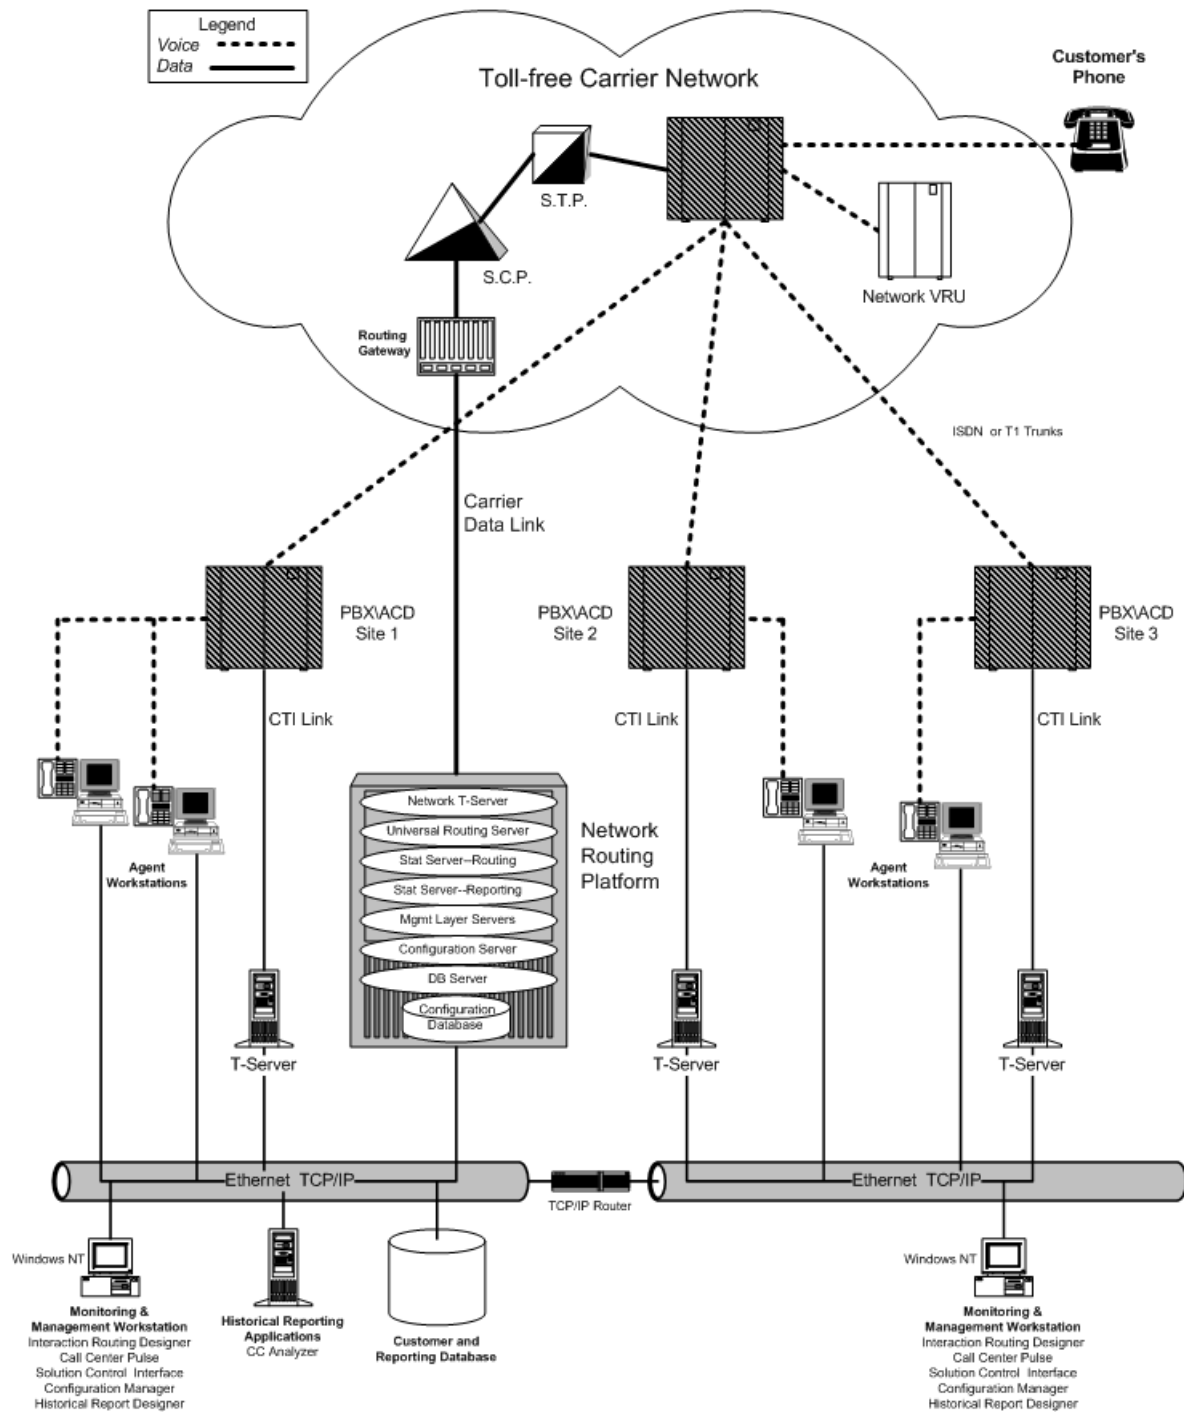 Legend
Voice
Data
Toll-free Carrier Network
Customer's
Phone
S.T.P.
S.C.P.
Network VRU
Routing
Gateway
ISDN or T1 Trunks
Carrier
Data Link
PBX\ACD
Site 1
PBX\ACD
Site 2
PBX\ACD
Site 3
CTI Link
CTI Link
CTI Link
Network T-Server
Universal Routing Server
Stat Server--Routing
Stat Server--Reporting
Mgmt Layer Servers
Configuration Server
DB Server
Configuration
Database
Network
Routing
Platform
Agent
Workstations
Agent
Workstations
T-Server
T-Server
T-Server
Ethernet TCP/IP
Ethernet TCP/IP
TCP/IP Router
Windows NT
Monitoring &
Management Workstation
Interaction Routing Designer
Call Center Pulse
Solution Control Interface
Configuration Manager
Historical Report Designer
Historical Reporting
Applications
CC Analyzer
Customer and
Reporting Database
Windows NT
Monitoring &
Management Workstation
Interaction Routing Designer
Call Center Pulse
Solution Control Interface
Configuration Manager
Historical Report Designer